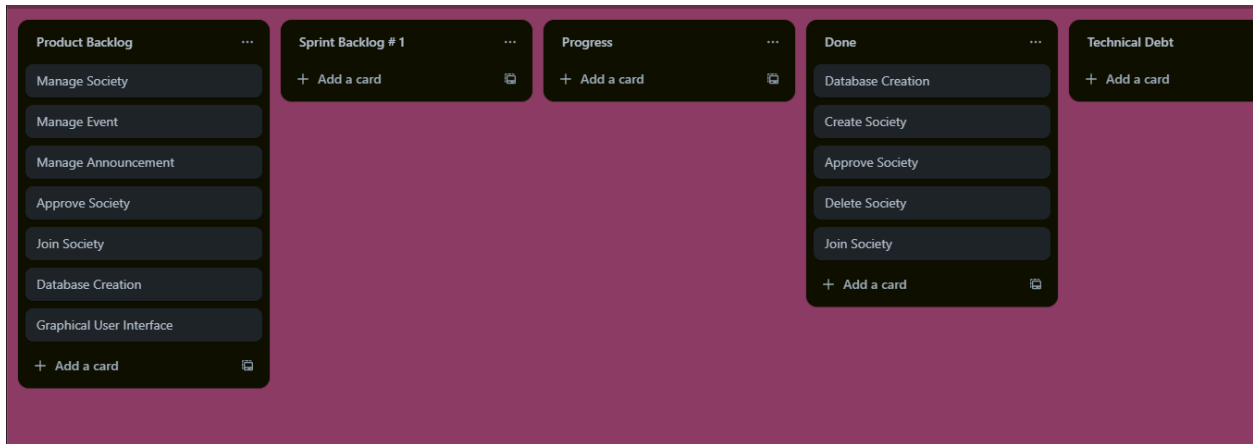 Product Backlog
Manage Society
Manage Event
Manage Announcement
Approve Society
Join Society
Database Creation
Graphical User Interface
+ Add a card
Sprint Backlog # 1
+ Add a card
Progress
+ Add a card
Done
Database Creation
Create Society
Approve Society
Delete Society
Join Society
+ Add a card
Technical Debt
+ Add a card